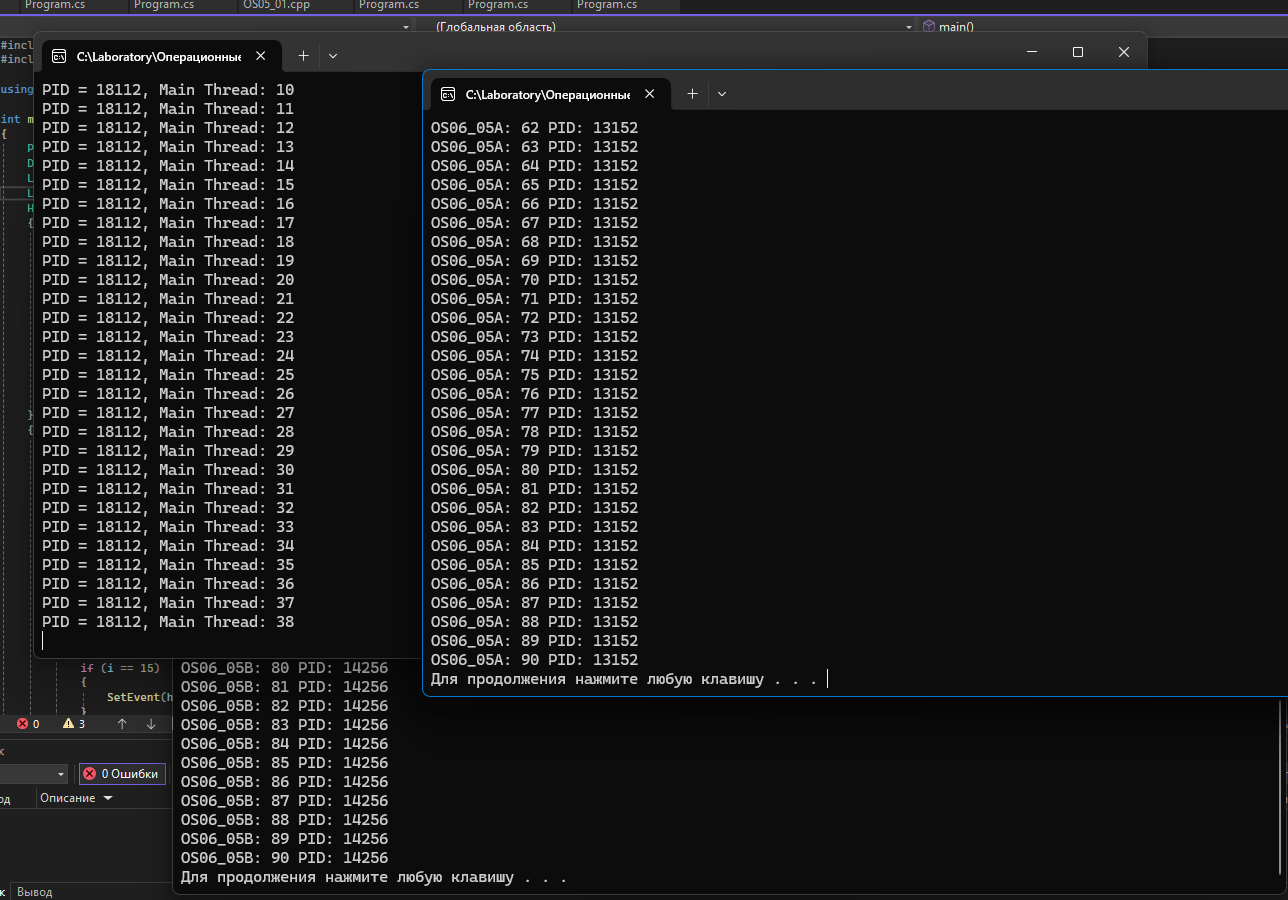 Program.cs
Program.cs
OS05_01.cpp
Program.cs
Program.cs
Program.cs
(Глобальная область)
main()
#incl
#incl
using
int m
{
P
D
L
L
H
{
}
{
C:\Laboratory\Операционные
PID = 18112, Main Thread: 10
PID = 18112, Main Thread: 11
PID = 18112, Main Thread: 12
PID = 18112, Main Thread: 13
PID = 18112, Main Thread: 14
PID = 18112, Main Thread: 15
PID = 18112, Main Thread: 16
PID = 18112, Main Thread: 17
PID = 18112, Main Thread: 18
PID = 18112, Main Thread: 19
PID = 18112, Main Thread: 20
PID = 18112, Main Thread: 21
PID = 18112, Main Thread: 22
PID = 18112, Main Thread: 23
PID = 18112, Main Thread: 24
PID = 18112, Main Thread: 25
PID = 18112, Main Thread: 26
PID = 18112, Main Thread: 27
PID = 18112, Main Thread: 28
PID = 18112, Main Thread: 29
PID = 18112, Main Thread: 30
PID = 18112, Main Thread: 31
PID = 18112, Main Thread: 32
PID = 18112, Main Thread: 33
PID = 18112, Main Thread: 34
PID = 18112, Main Thread: 35
PID = 18112, Main Thread: 36
PID = 18112, Main Thread: 37
PID = 18112, Main Thread: 38
C:\Laboratory\Операционные
OS06_05A: 62 PID: 13152
OS06_05A: 63 PID: 13152
OS06_05A: 64 PID: 13152
OS06_05A: 65 PID: 13152
OS06_05A: 66 PID: 13152
OS06_05A: 67 PID: 13152
OS06_05A: 68 PID: 13152
OS06_05A: 69 PID: 13152
OS06_05A: 70 PID: 13152
OS06_05A: 71 PID: 13152
OS06_05A: 72 PID: 13152
OS06_05A: 73 PID: 13152
OS06_05A: 74 PID: 13152
OS06_05A: 75 PID: 13152
OS06_05A: 76 PID: 13152
OS06_05A: 77 PID: 13152
OS06_05A: 78 PID: 13152
OS06_05A: 79 PID: 13152
OS06_05A: 80 PID: 13152
OS06_05A: 81 PID: 13152
OS06_05A: 82 PID: 13152
OS06_05A: 83 PID: 13152
OS06_05A: 84 PID: 13152
OS06_05A: 85 PID: 13152
OS06_05A: 86 PID: 13152
OS06_05A: 87 PID: 13152
OS06_05A: 88 PID: 13152
OS06_05A: 89 PID: 13152
OS06_05A: 90 PID: 13152
Для продолжения нажмите любую клавишу . . .
if (i == 15)
{
SetEvent(h
}
0
3
к
0 Ошибки
од
Описание
к
Вывод
OS06_05B: 80 PID: 14256
OS06_05B: 81 PID: 14256
OS06_05B: 82 PID: 14256
OS06_05B: 83 PID: 14256
OS06_05B: 84 PID: 14256
OS06_05B: 85 PID: 14256
OS06_05B: 86 PID: 14256
OS06_05B: 87 PID: 14256
OS06_05B: 88 PID: 14256
OS06_05B: 89 PID: 14256
OS06_05B: 90 PID: 14256
Для продолжения нажмите любую клавишу . . .